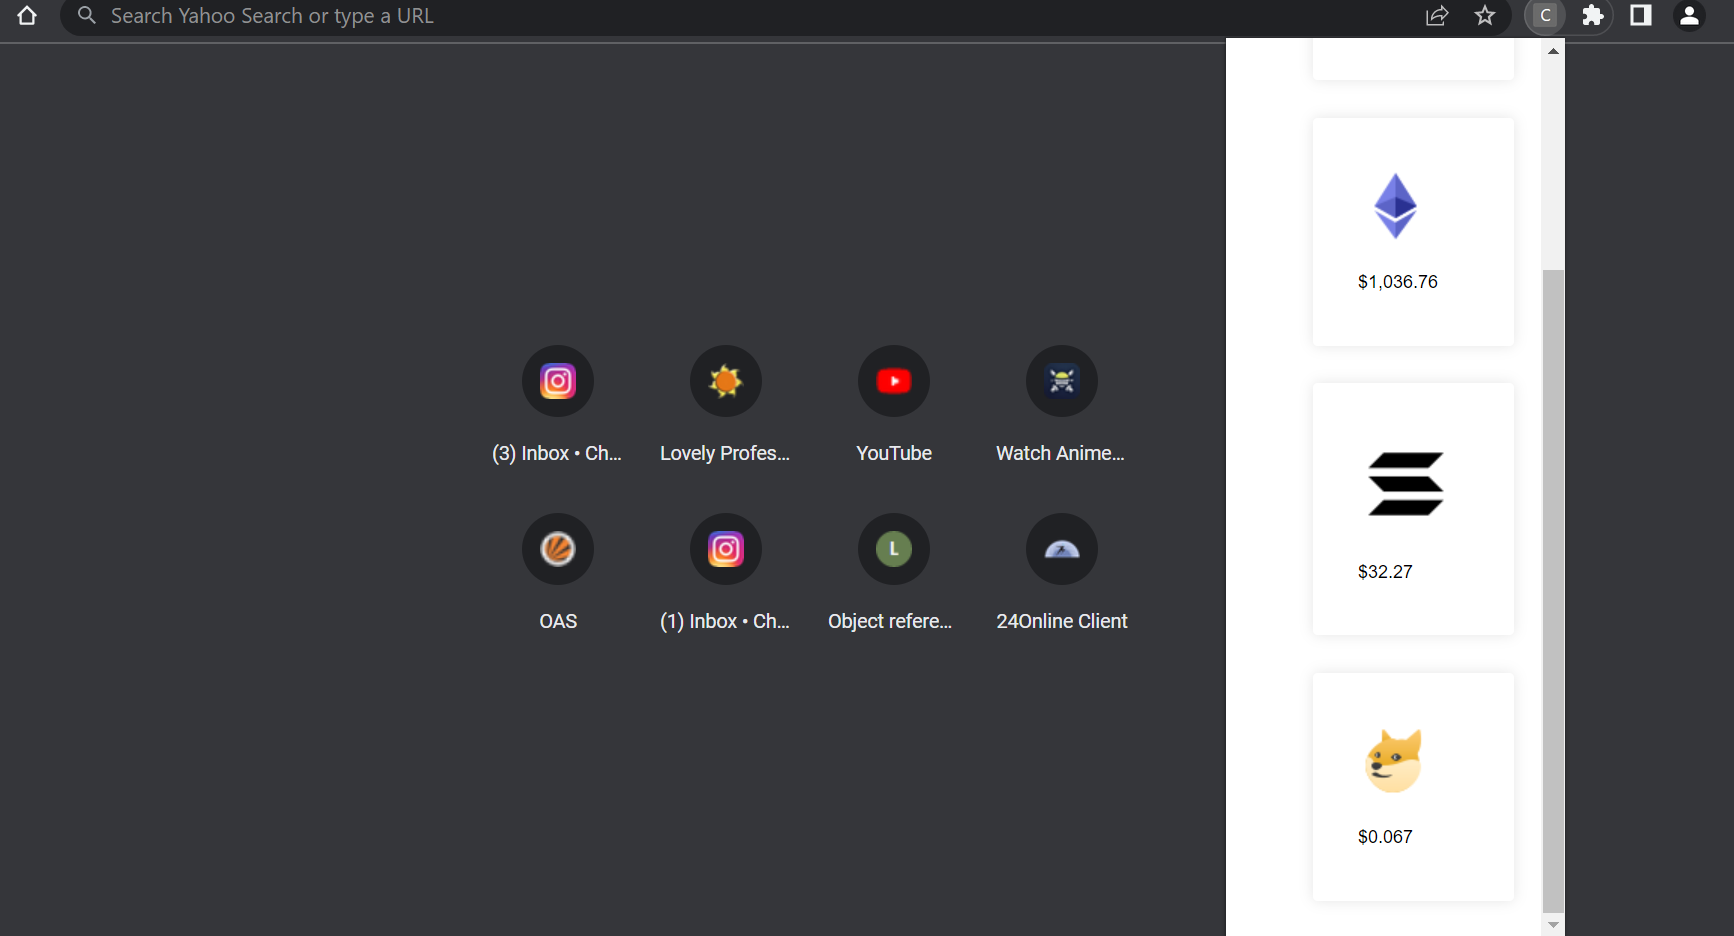 Search Yahoo Search or type a URL
C
$1,036.76
(3) Inbox • Ch...
Lovely Profes...
YouTube
Watch Anime...
$32.27
L
OAS
(1) Inbox • Ch...
Object refere...
24Online Client
$0.067